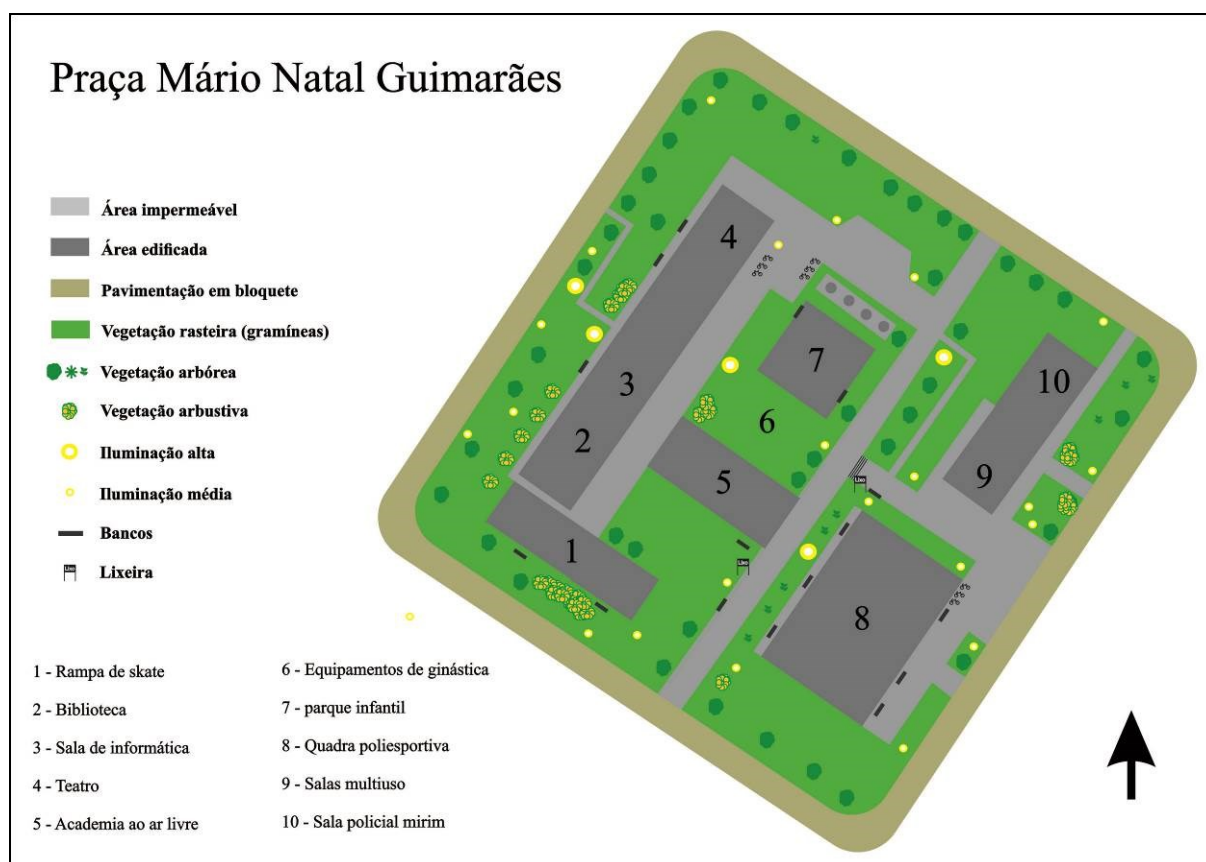 Praça Mário Natal Guimarães
Área impermeável
Área edificada
Pavimentação em bloquete
Vegetação rasteira (gramíneas)
Vegetação arbórea
Vegetação arbustiva
Iluminação alta
Iluminação média
Bancos
Lixo
Lixeira
1 - Rampa de skate
2 - Biblioteca
3 - Sala de informática
4 - Teatro
5 - Academia ao ar livre
6 - Equipamentos de ginástica
7 - parque infantil
8 - Quadra poliesportiva
9 - Salas multiuso
10 - Sala policial mirim
4
7
10
3
6
2
5
9
Lixo
1
Lixo
8